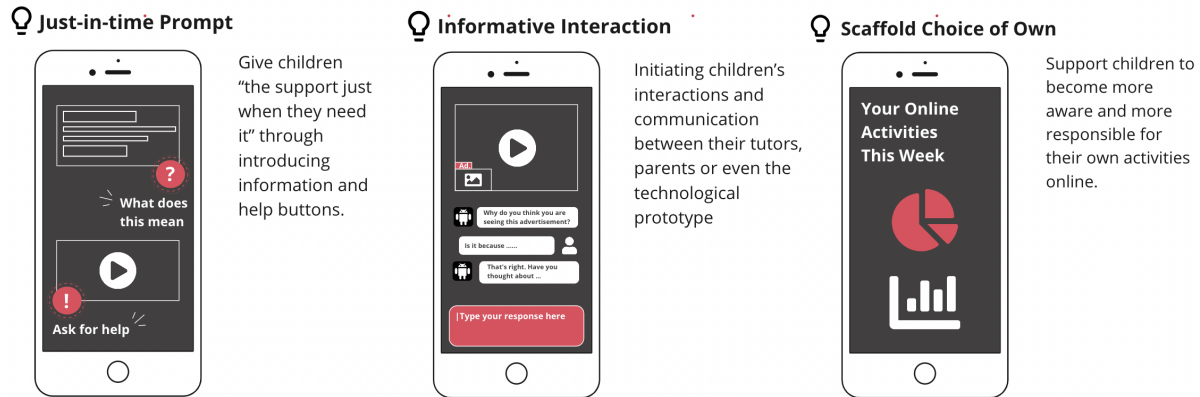 Just-in-time Prompt
Give children
“the support just
when they need
it” through
introducing
information and
help buttons.
?
What does
this mean
!
Ask for help
Informative Interaction
Initiating children’s
interactions and
communication
between their tutors,
parents or even the
technological
prototype
Ad.
Why do you think you are
seeing this advertisement?
Is it because ......
That's right. Have you
thought about ...
|Type your response here
Scaffold Choice of Own
Support children to
become more
aware and more
responsible for
their own activities
online.
Your Online
Activities
This Week